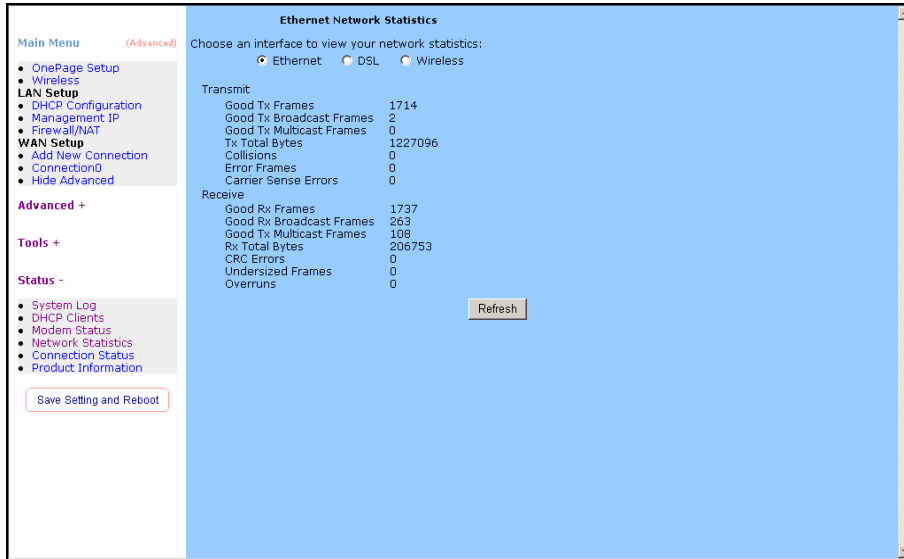 Ethernet Network Statistics
Main Menu (Advanced)
OnePage Setup
Wireless
LAN Setup
DHCP Configuration
Management IP
Firewall/NAT
WAN Setup
Add New Connection
Connection0
Hide Advanced
Advanced +
Tools +
Status -
System Log
DHCP Clients
Modem Status
Network Statistics
Connection Status
Product Information
Save Setting and Reboot
Choose an interface to view your network statistics:
Ethernet DSL Wireless
Transmit
Good Tx Frames 1714
Good Tx Broadcast Frames 2
Good Tx Multicast Frames 0
Tx Total Bytes 1227096
Collisions 0
Error Frames 0
Carrier Sense Errors 0
Receive
Good Rx Frames 1737
Good Rx Broadcast Frames 263
Good Tx Multicast Frames 108
Rx Total Bytes 206753
CRC Errors 0
Undersized Frames 0
Overruns 0
Refresh